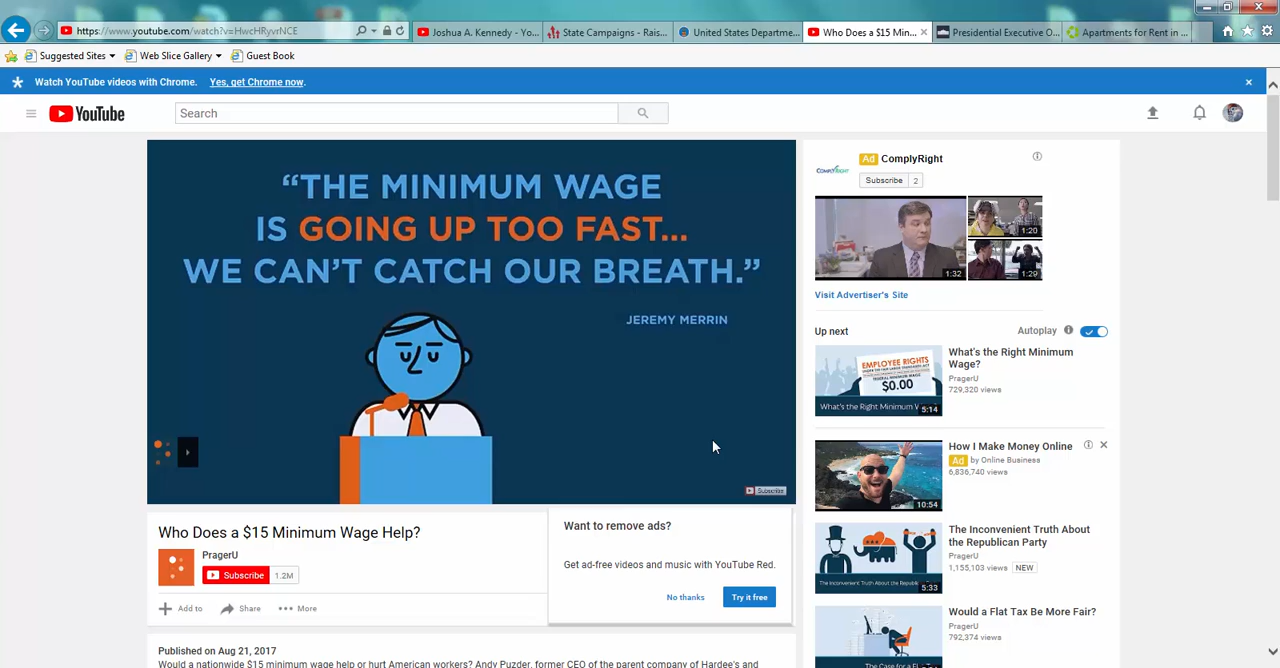 https://www.youtube.com/watch?v=HwcHRyvrNCE
Joshua A. Kennedy - Yo...
State Campaigns - Rais...
United States Departme...
Who Does a $15 Min...
Presidential Executive O...
Apartments for Rent in ...
Suggested Sites
Web Slice Gallery
Guest Book
Watch YouTube videos with Chrome. Yes, get Chrome now.
YouTube
Search
"THE MINIMUM WAGE
IS GOING UP TOO FAST...
WE CAN'T CATCH OUR BREATH."
JEREMY MERRIN
Subscribe
Who Does a $15 Minimum Wage Help?
PragerU
Subscribe 1.2M
Add to
Share
More
Want to remove ads?
Get ad-free videos and music with YouTube Red.
No thanks
Try it free
Published on Aug 21, 2017
Would a nationwide $15 minimum wage help or hurt American workers? Andy Puzder, former CEO of the parent company of Hardee's and
Ad ComplyRight
COMPLYRIGHT
Subscribe 2
1:32
1:20
1:29
Visit Advertiser's Site
Up next
Autoplay
EMPLOYEE RIGHTS
FEDERAL MINIMUM WAGE
$0.00
What's the Right Minimum
5:14
What's the Right Minimum
Wage?
PragerU
729,320 views
10:54
How I Make Money Online
Ad by Online Business
6,836,740 views
The Inconvenient Truth About the Republi
5:33
The Inconvenient Truth About
the Republican Party
PragerU
1,155,103 views NEW
The Case for a Fl
Would a Flat Tax Be More Fair?
PragerU
792,374 views